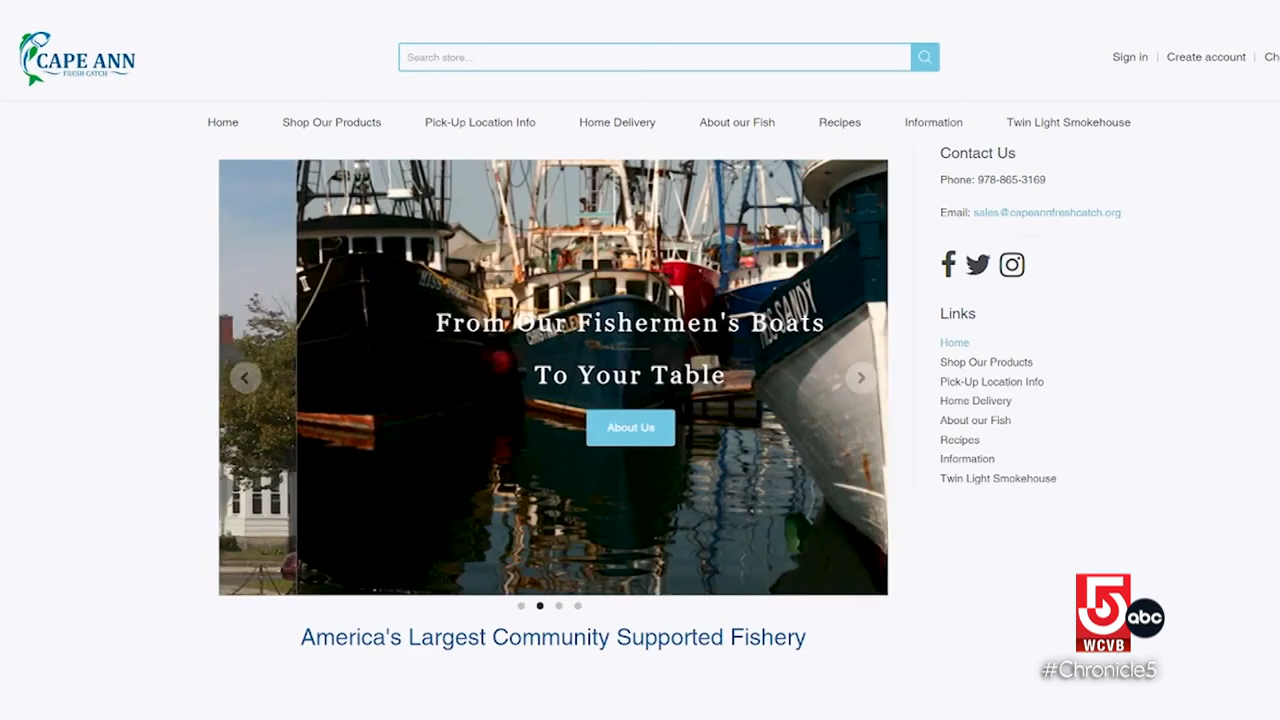 CAPE ANN
FRESH CATCH
Search store...
Sign in
Create account
Home
Shop Our Products
Pick-Up Location Info
Home Delivery
About our Fish
Recipes
Information
Twin Light Smokehouse
From Our Fishermen's Boats
To Your Table
About Us
America's Largest Community Supported Fishery
Contact Us
Phone: 978-865-3169
Email: sales@capeannfreshcatch.org
Links
Home
Shop Our Products
Pick-Up Location Info
Home Delivery
About our Fish
Recipes
Information
Twin Light Smokehouse
5
abc
WCVB
#Chronicle5